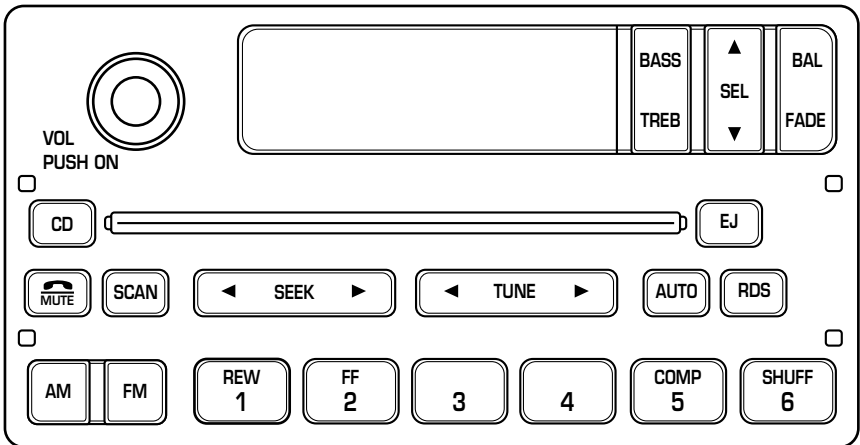 BASS
TREB
▲
SEL
▼
BAL
FADE
VOL
PUSH ON
CD
EJ
MUTE
SCAN
◄ SEEK ►
◄ TUNE ►
AUTO
RDS
AM
FM
REW
1
FF
2
3
4
COMP
5
SHUFF
6